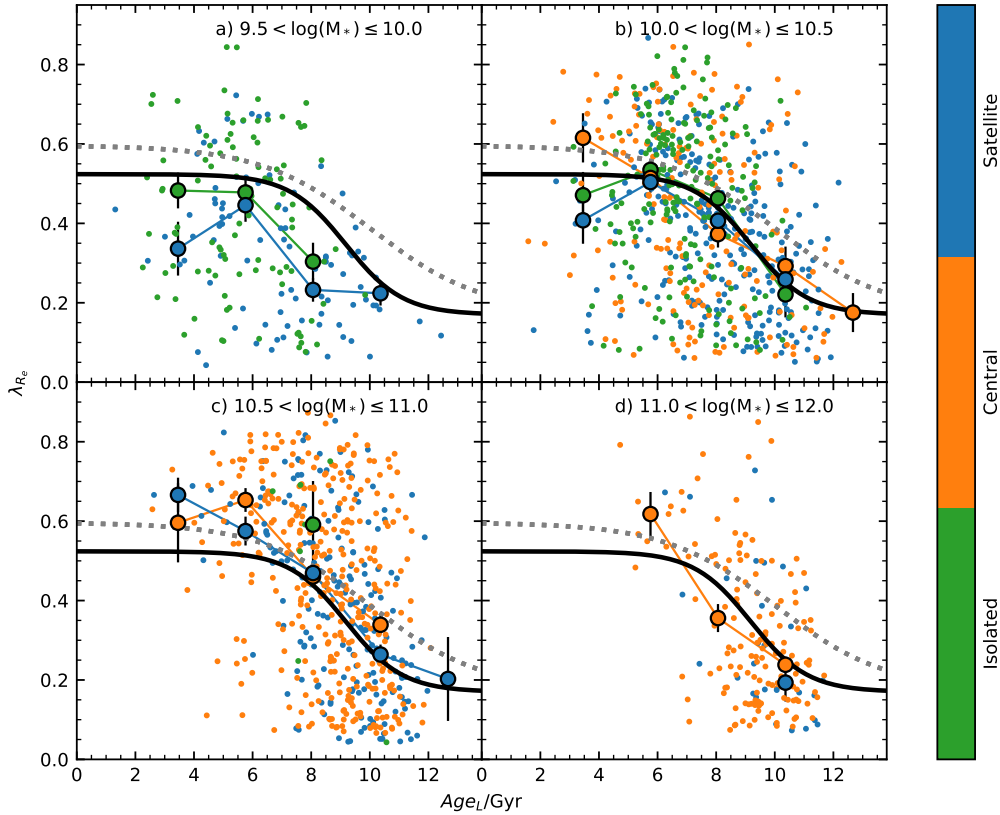 a) 9.5 < log(M∗) ≤ 10.0
b) 10.0 < log(M∗) ≤ 10.5
0.8
0.6
0.4
0.2
0.0
c) 10.5 < log(M∗) ≤ 11.0
d) 11.0 < log(M∗) ≤ 12.0
0.8
0.6
0.4
0.2
0.0
λRe
0 2 4 6 8 10 12 0 2 4 6 8 10 12
AgeL/Gyr
Satellite
Central
Isolated